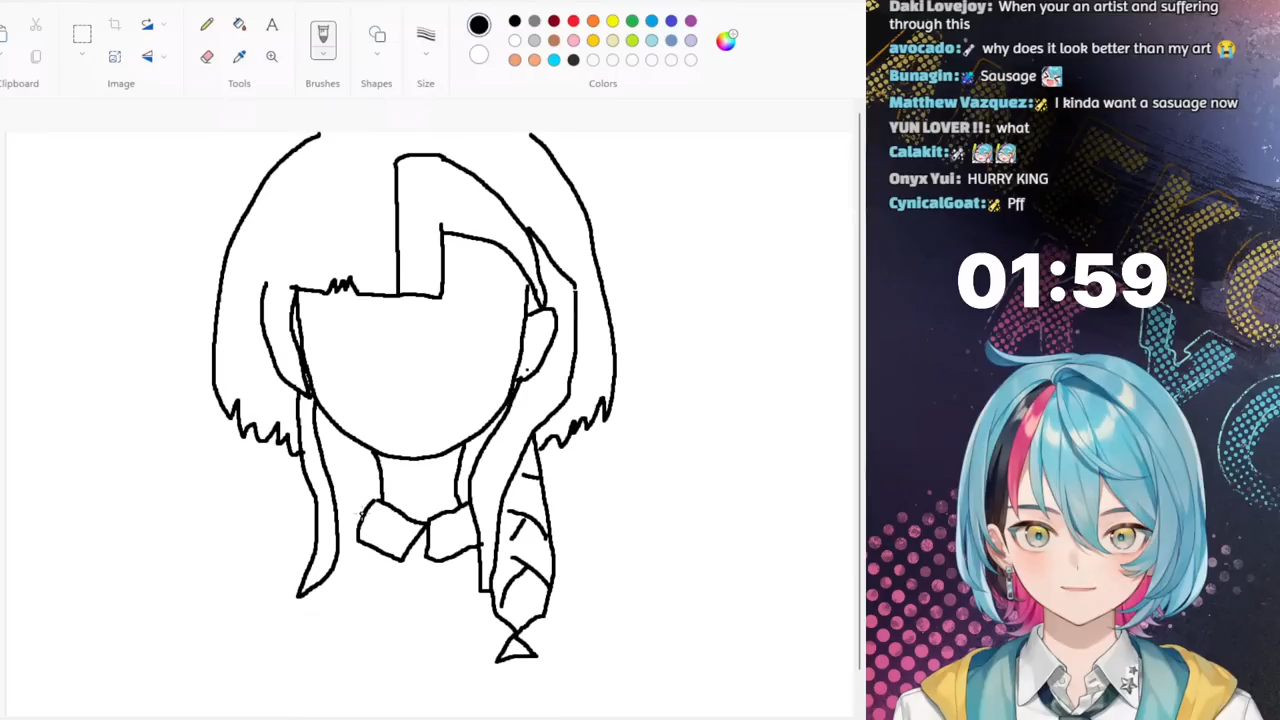 Clipboard
Image
Tools
Brushes
Shapes
Size
Colors
Daki Lovejoy: When your an artist and suffering
through this
avocado: why does it look better than my art 😭
Bunagin: Sausage
Matthew Vazquez: I kinda want a sasuage now
YUN LOVER !!: what
Calakit:
Onyx Yui: HURRY KING
CynicalGoat: Pff
01:59